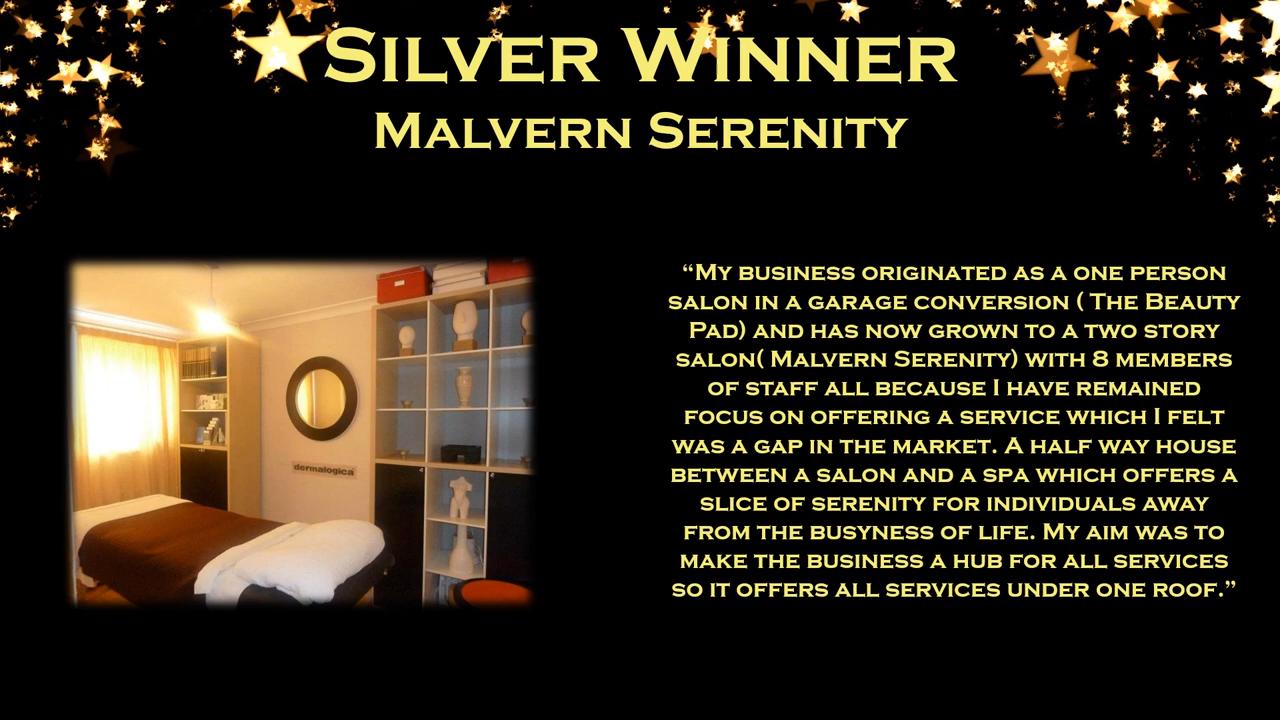 Silver Winner
Malvern Serenity
dermalogica
“My business originated as a one person
salon in a garage conversion ( The Beauty
Pad) and has now grown to a two story
salon( Malvern Serenity) with 8 members
of staff all because I have remained
focus on offering a service which I felt
was a gap in the market. A half way house
between a salon and a spa which offers a
slice of serenity for individuals away
from the busyness of life. My aim was to
make the business a hub for all services
so it offers all services under one roof.”